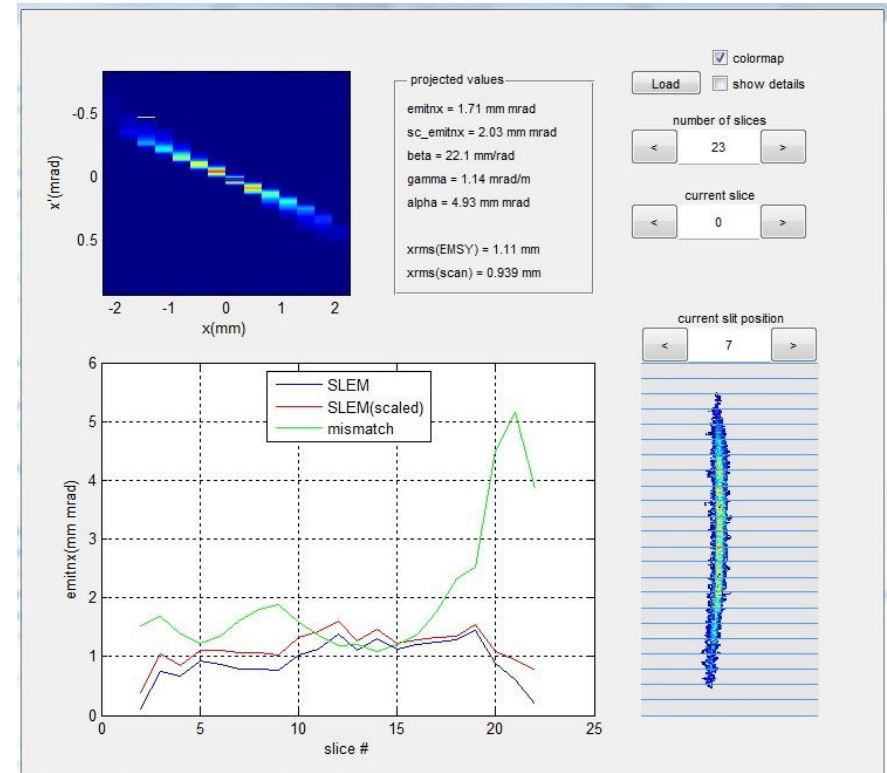 colormap
Load
show details
number of slices
< 23 >
current slice
< 0 >
projected values
emitnx = 1.71 mm mrad
sc_emitnx = 2.03 mm mrad
beta = 22.1 mm/rad
gamma = 1.14 mrad/m
alpha = 4.93 mm mrad
xrms(EMSY) = 1.11 mm
xrms(scan) = 0.939 mm
x'(mrad)
-0.5
0
0.5
-2 -1 0 1 2
x(mm)
current slit position
< 7 >
SLEM
SLEM(scaled)
mismatch
emitnx(mm mrad)
6
5
4
3
2
1
0
0 5 10 15 20 25
slice #